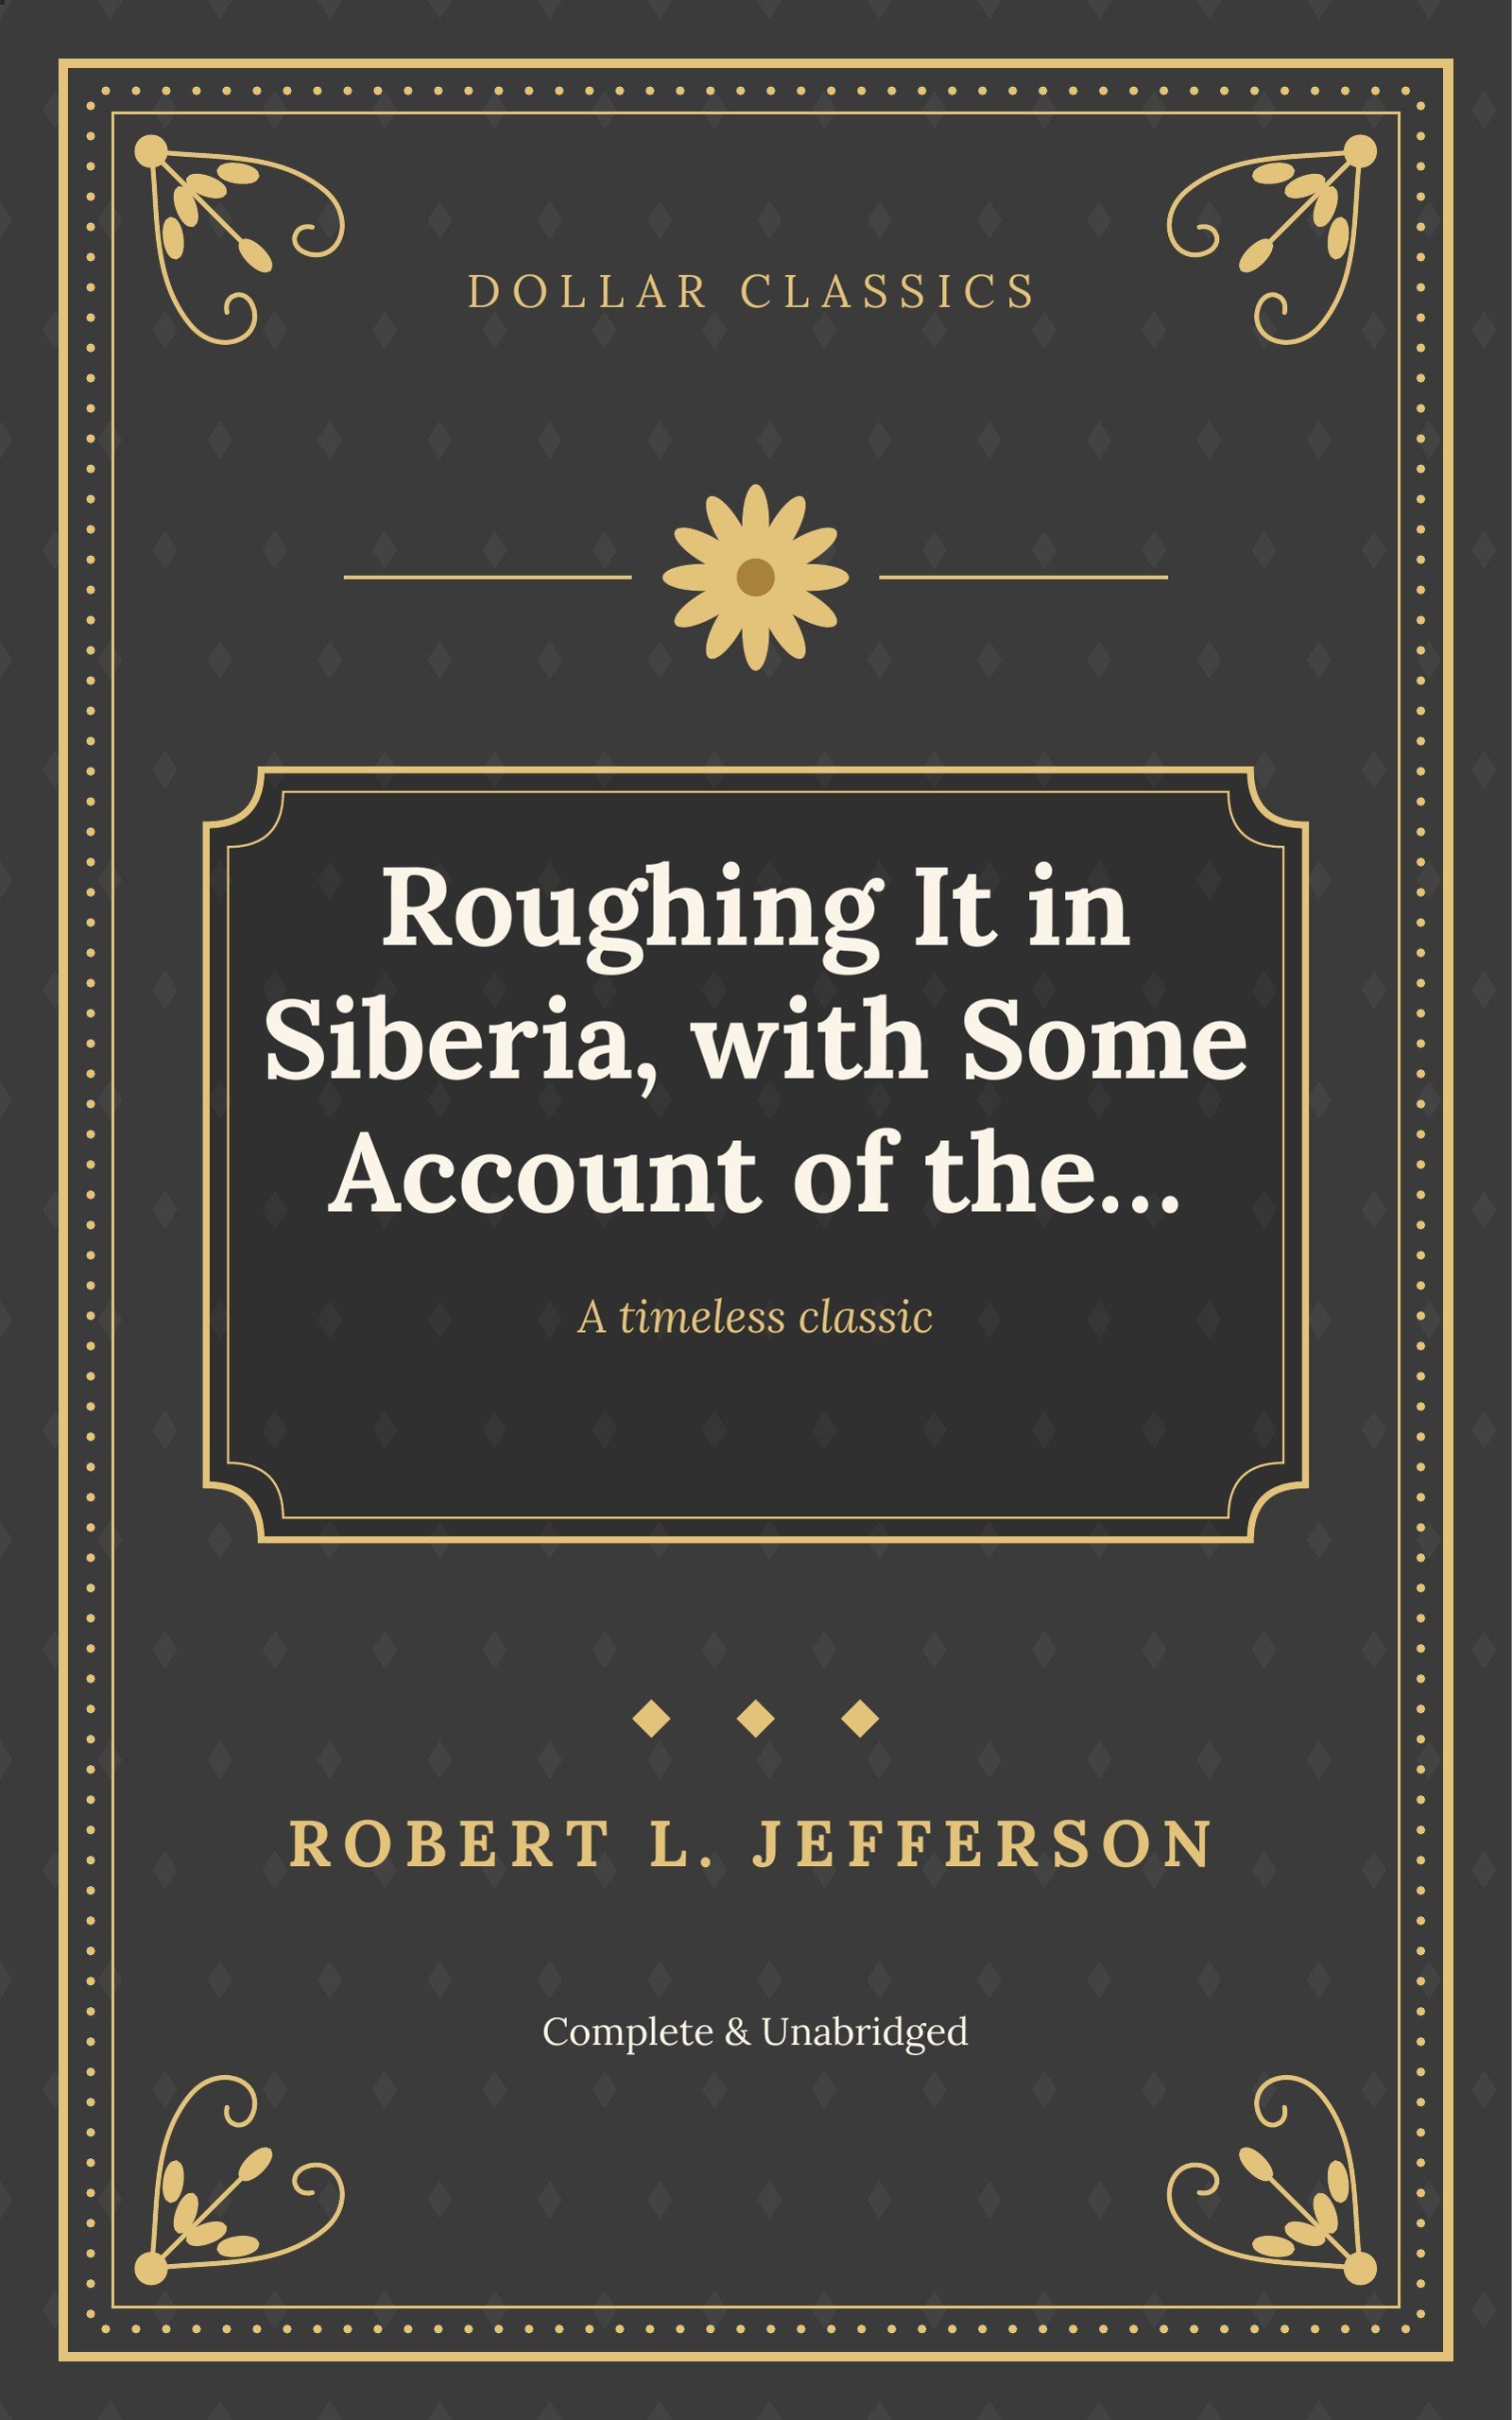 DOLLAR CLASSICS
Roughing It in
Siberia, with Some
Account of the...
A timeless classic
ROBERT L. JEFFERSON
Complete & Unabridged